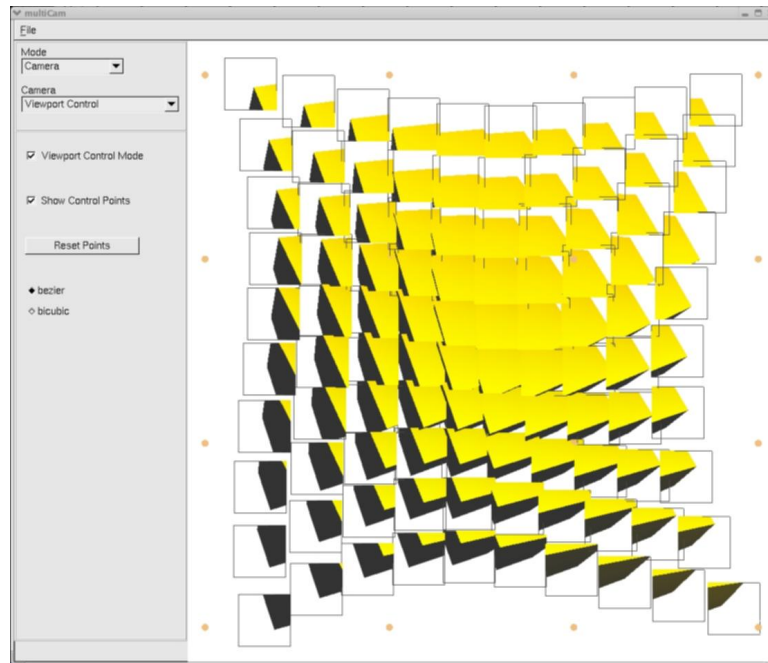 multiCam
File
Mode
Camera
Camera
Viewport Control
Viewport Control Mode
Show Control Points
Reset Points
bezier
bicubic